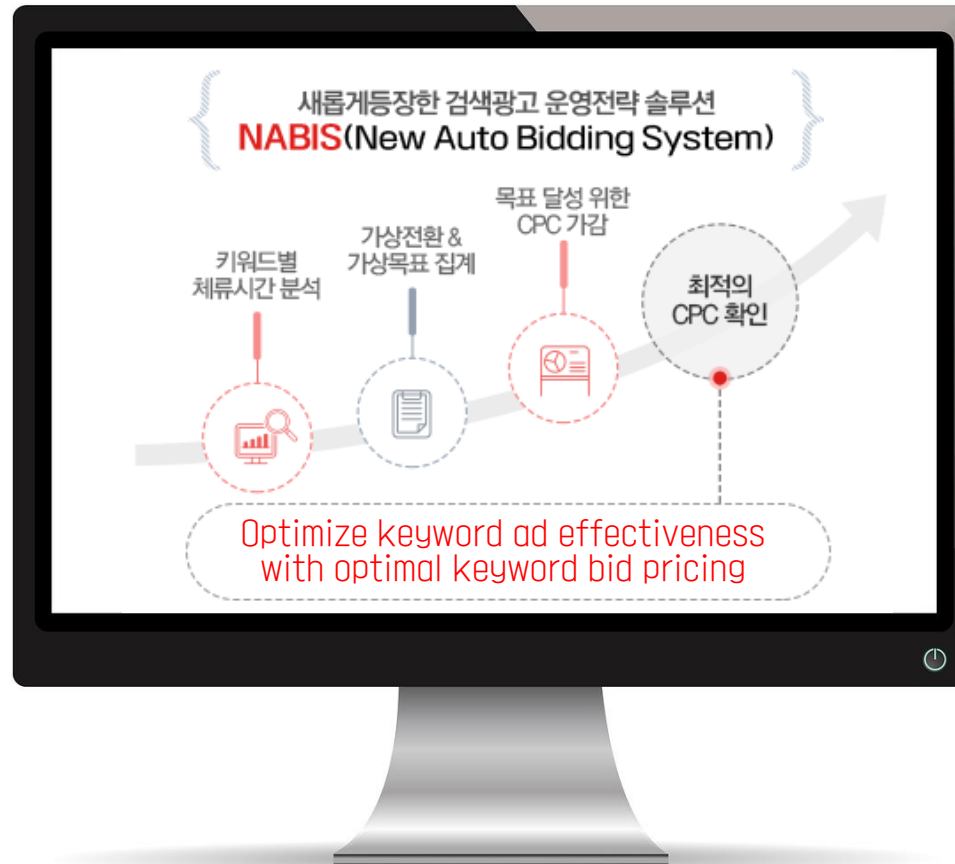 새롭게등장한 검색광고 운영전략 솔루션
NABIS(New Auto Bidding System)
키워드별
체류시간 분석
가상전환 &
가상목표 집계
목표 달성 위한
CPC 가감
최적의
CPC 확인
Optimize keyword ad effectiveness
with optimal keyword bid pricing